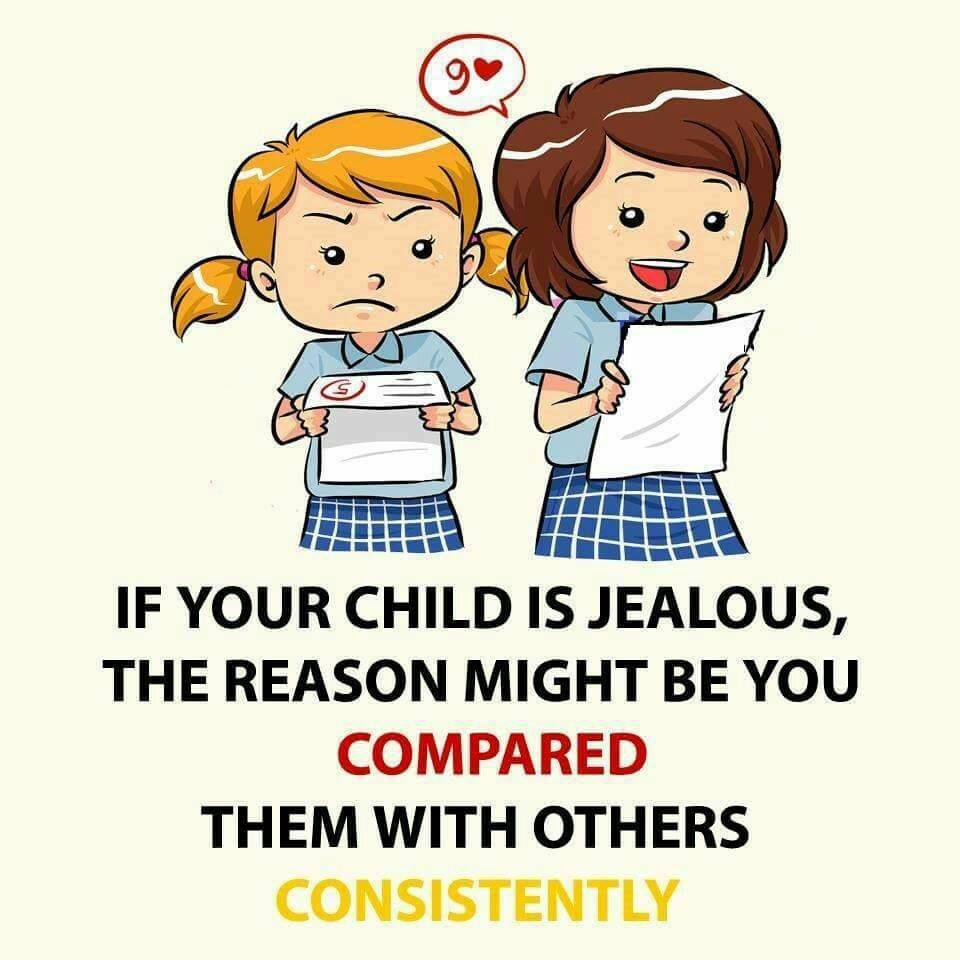 9♥
5
IF YOUR CHILD IS JEALOUS,
THE REASON MIGHT BE YOU
COMPARED
THEM WITH OTHERS
CONSISTENTLY